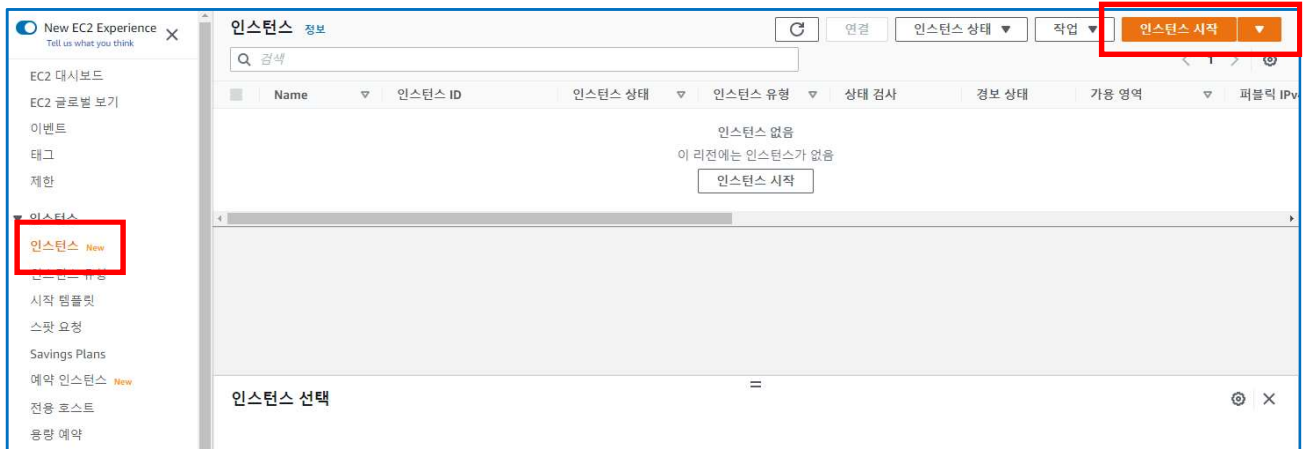 New EC2 Experience
Tell us what you think
EC2 대시보드
EC2 글로벌 보기
이벤트
태그
제한
인스턴스
인스턴스 New
인스턴스 유형
시작 템플릿
스팟 요청
Savings Plans
예약 인스턴스 New
전용 호스트
용량 예약
인스턴스 정보
연결 인스턴스 상태 작업 인스턴스 시작
검색
1
Name 인스턴스 ID 인스턴스 상태 인스턴스 유형 상태 검사 경보 상태 가용 영역 퍼블릭 IPv
인스턴스 없음
이 리전에는 인스턴스가 없음
인스턴스 시작
인스턴스 선택